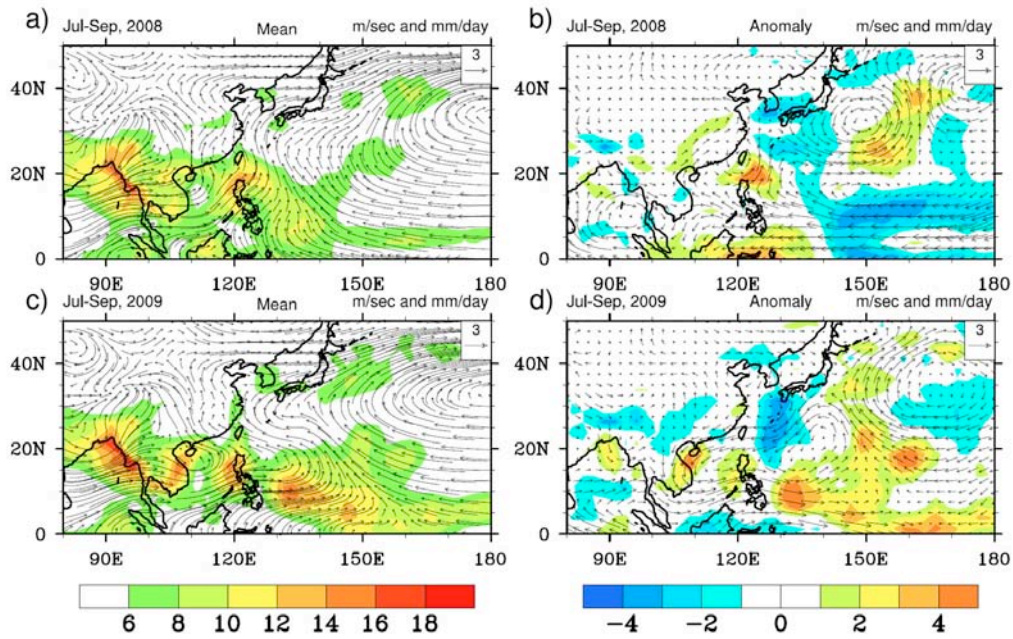 a) Jul-Sep, 2008 Mean m/sec and mm/day
3
40N
20N
0
90E 120E 150E 180
b) Jul-Sep, 2008 Anomaly m/sec and mm/day
3
40N
20N
0
90E 120E 150E 180
c) Jul-Sep, 2009 Mean m/sec and mm/day
3
40N
20N
0
90E 120E 150E 180
d) Jul-Sep, 2009 Anomaly m/sec and mm/day
3
40N
20N
0
90E 120E 150E 180
6 8 10 12 14 16 18
-4 -2 0 2 4